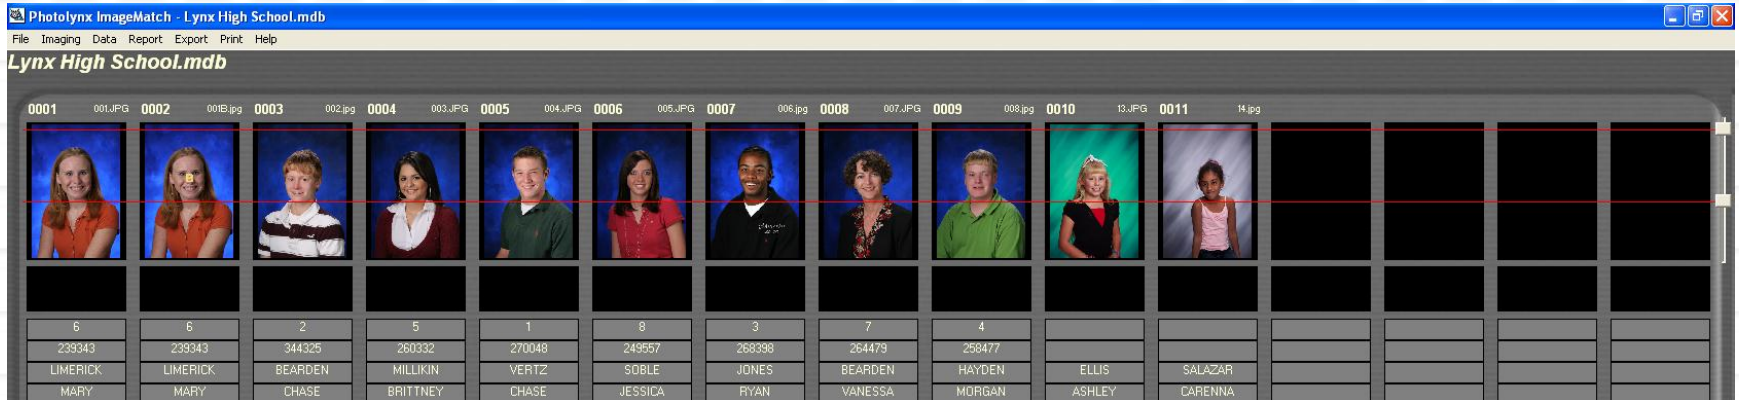 Photolynx ImageMatch - Lynx High School.mdb
File Imaging Data Report Export Print Help
Lynx High School.mdb
0001 001.JPG 0002 001B.jpg 0003 002.jpg 0004 003.JPG 0005 004.JPG 0006 005.JPG 0007 006.jpg 0008 007.JPG 0009 008.jpg 0010 13.JPG 0011 14.jpg
6 6 2 5 1 8 3 7 4
239343 239343 344325 260332 270048 249557 268398 264479 258477
LIMERICK LIMERICK BEARDEN MILLIKIN VERTZ SOBLE JONES BEARDEN HAYDEN ELLIS SALAZAR
MARY MARY CHASE BRITTNEY CHASE JESSICA RYAN VANESSA MORGAN ASHLEY CARENNA